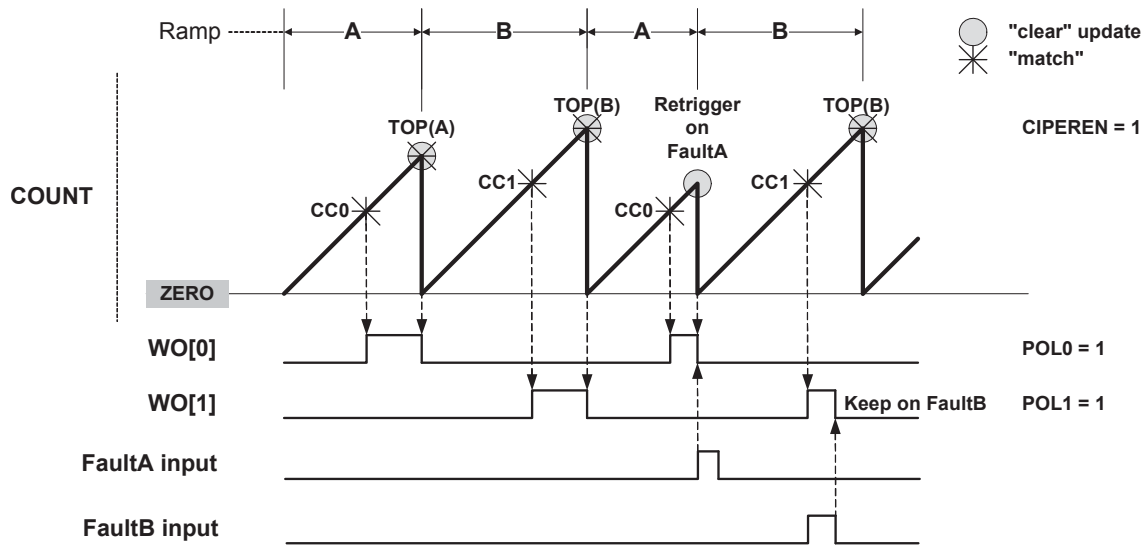 Ramp A B A B "clear" update
"match"
TOP(A) TOP(B) Retrigger
on
FaultA TOP(B) CIPEREN = 1
COUNT
CC0 CC1 CC0 CC1
ZERO
WO[0] POL0 = 1
WO[1] Keep on FaultB POL1 = 1
FaultA input
FaultB input